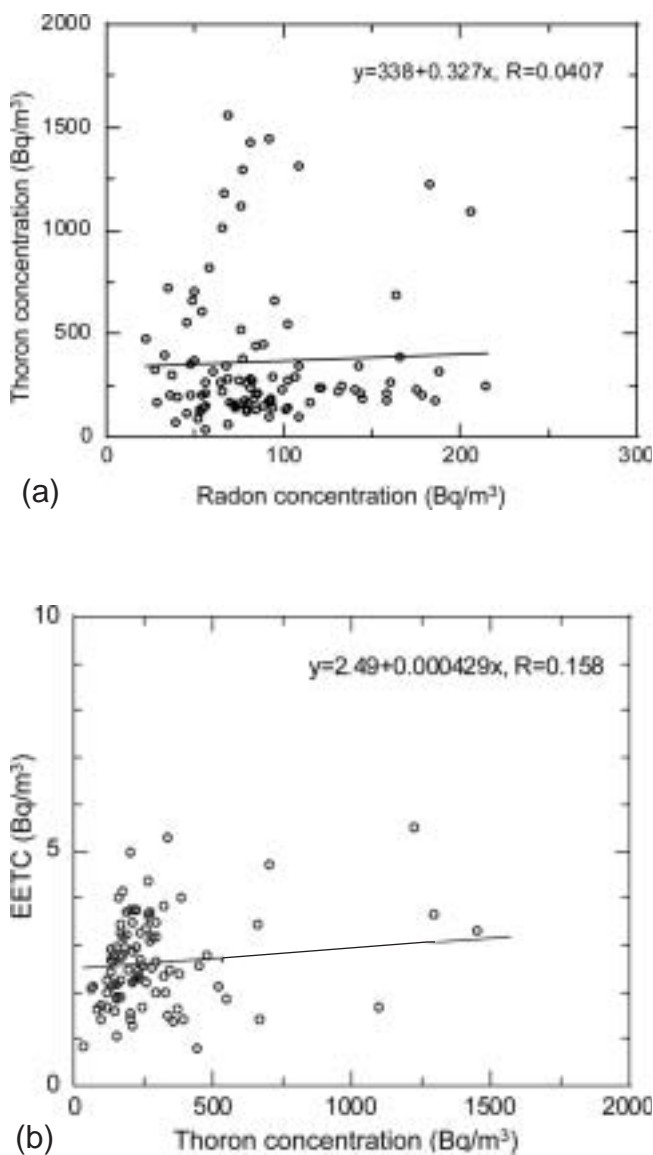 2000
y=338+0.327x, R=0.0407
1500
1000
500
0
Thoron concentration (Bq/m³)
0 100 200 300
(a)
Radon concentration (Bq/m³)
10
y=2.49+0.000429x, R=0.158
5
0
EETC (Bq/m³)
0 500 1000 1500 2000
(b)
Thoron concentration (Bq/m³)